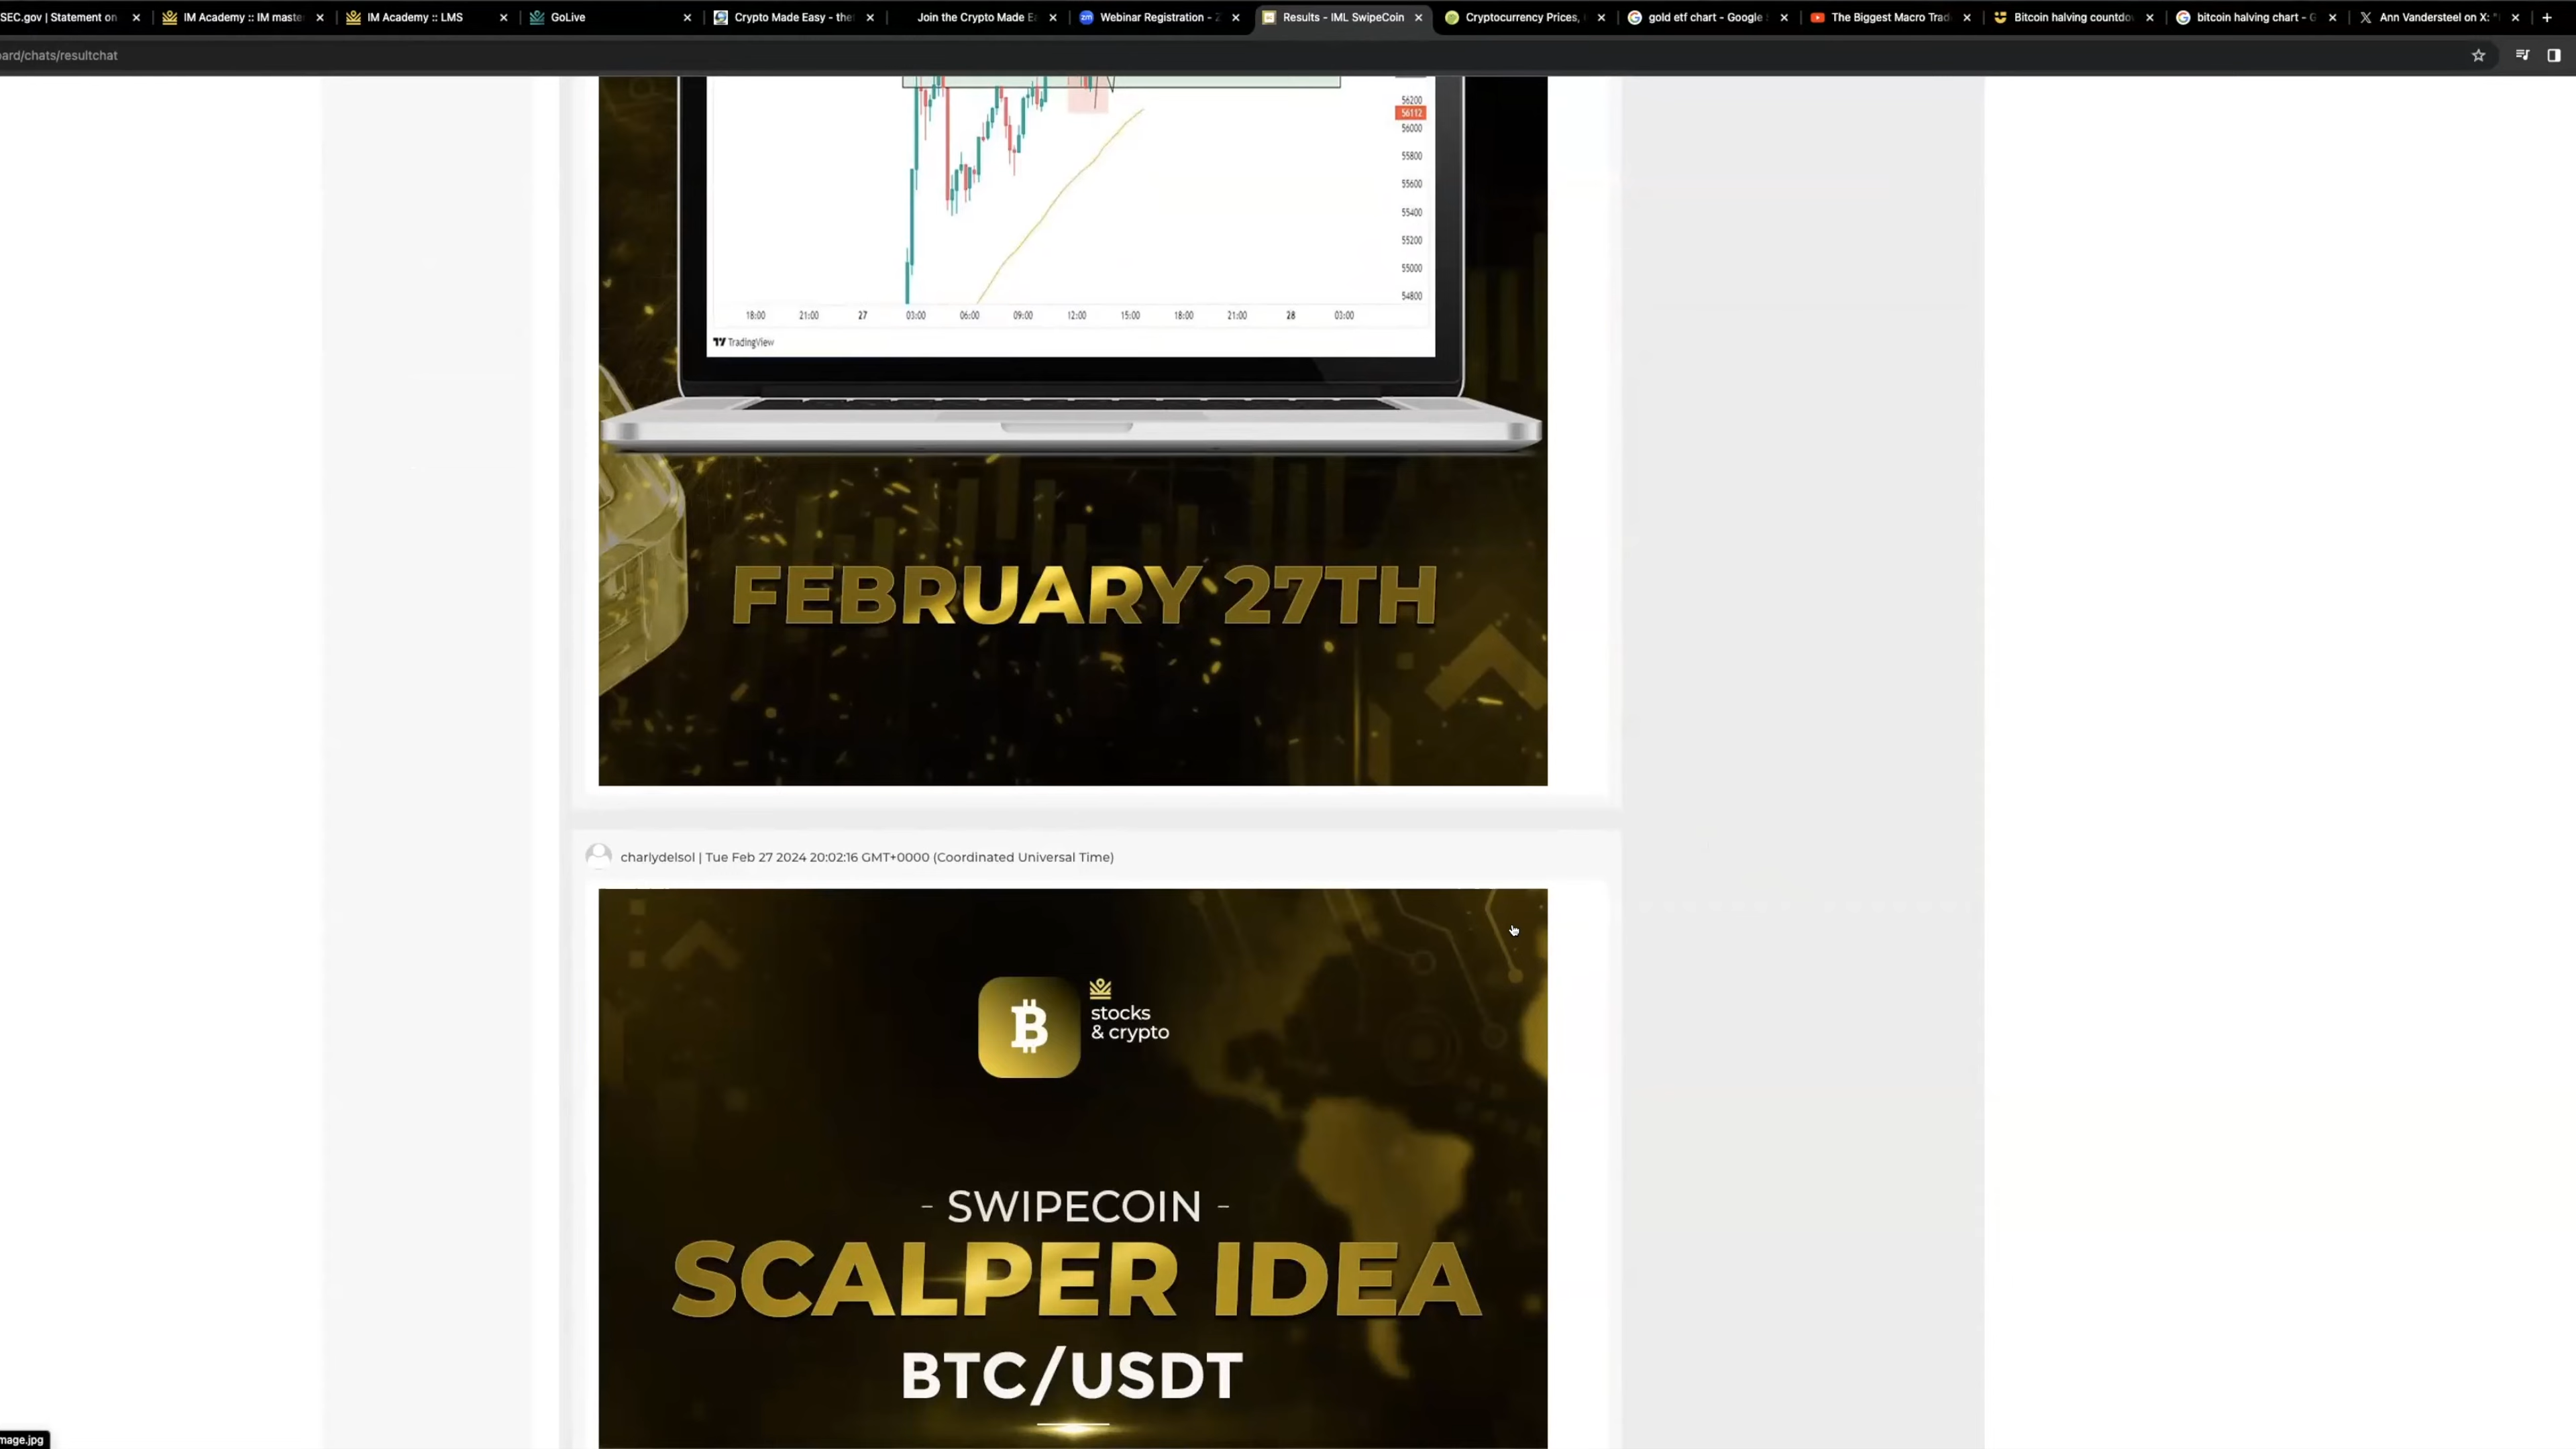 SEC.gov | Statement on
IM Academy :: IM maste
IM Academy :: LMS
GoLive
Crypto Made Easy - the
Join the Crypto Made Ea
Webinar Registration - Z
Results - IML SwipeCoin
Cryptocurrency Prices,
gold etf chart - Google
The Biggest Macro Trad
Bitcoin halving countdo
bitcoin halving chart - G
Ann Vandersteel on X: "
ard/chats/resultchat
56200
56112
56000
55800
55600
55400
55200
55000
54800
18:00 21:00 27 03:00 06:00 09:00 12:00 15:00 18:00 21:00 28 03:00
TradingView
FEBRUARY 27TH
charlydelsol | Tue Feb 27 2024 20:02:16 GMT+0000 (Coordinated Universal Time)
stocks
& crypto
- SWIPECOIN -
SCALPER IDEA
BTC/USDT
mage.jpg